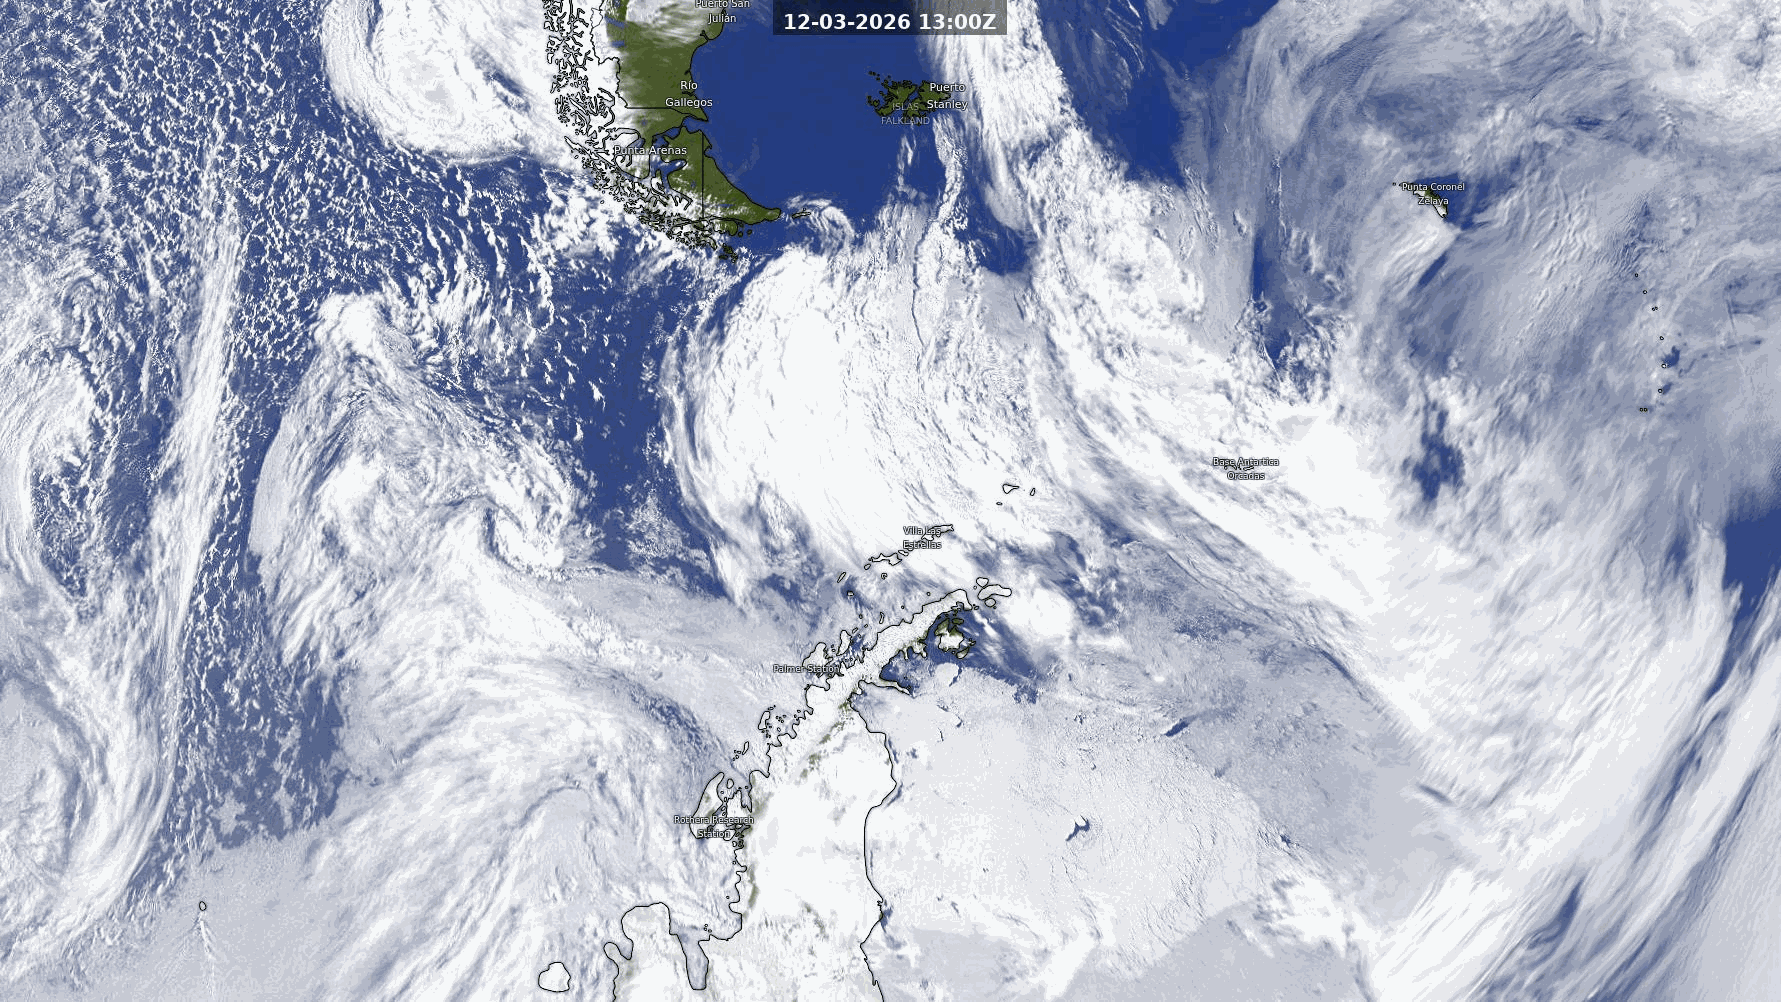 Puerto San
Julián
12-03-2026 13:00Z
Río
Gallegos
Puerto
Stanley
ISLAS
FALKLAND
Punta Arenas
Punta Coronel
Zelaya
Base Antártica
Orcadas
Villa Las
Estrellas
Palmer Station
Rothera Research
Station